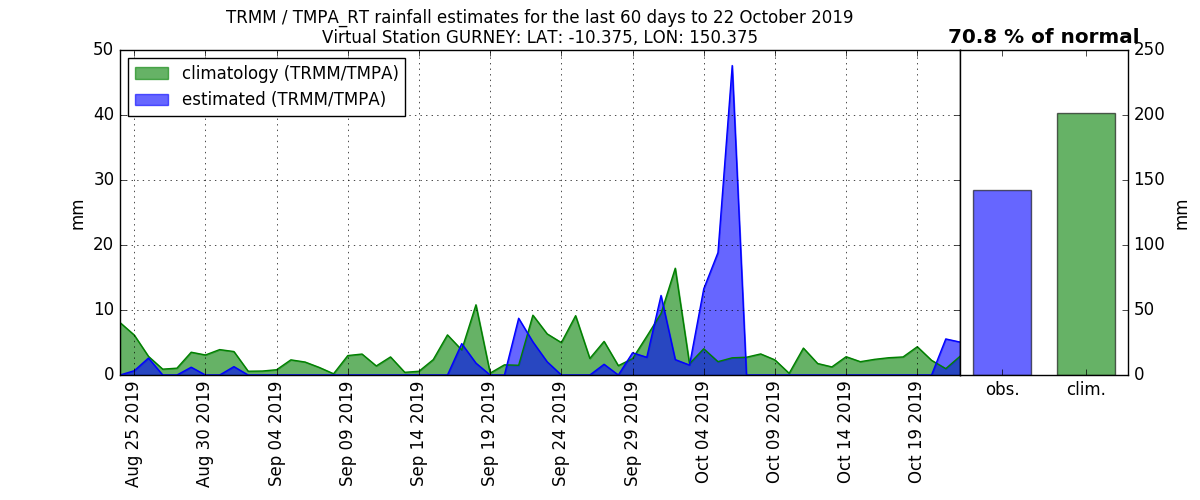 TRMM / TMPA_RT rainfall estimates for the last 60 days to 22 October 2019
Virtual Station GURNEY: LAT: -10.375, LON: 150.375
70.8 % of normal
climatology (TRMM/TMPA)
estimated (TRMM/TMPA)
mm
50
40
30
20
10
0
Aug 25 2019
Aug 30 2019
Sep 04 2019
Sep 09 2019
Sep 14 2019
Sep 19 2019
Sep 24 2019
Sep 29 2019
Oct 04 2019
Oct 09 2019
Oct 14 2019
Oct 19 2019
obs.
clim.
250
200
150
100
50
0
mm